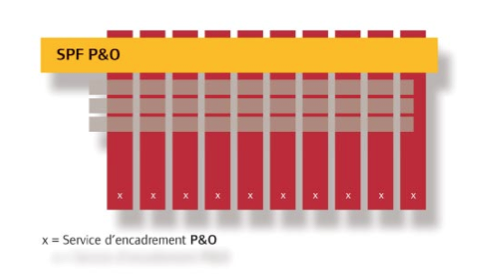 SPF P&O
x x x x x x x x x x
x = Service d'encadrement P&O